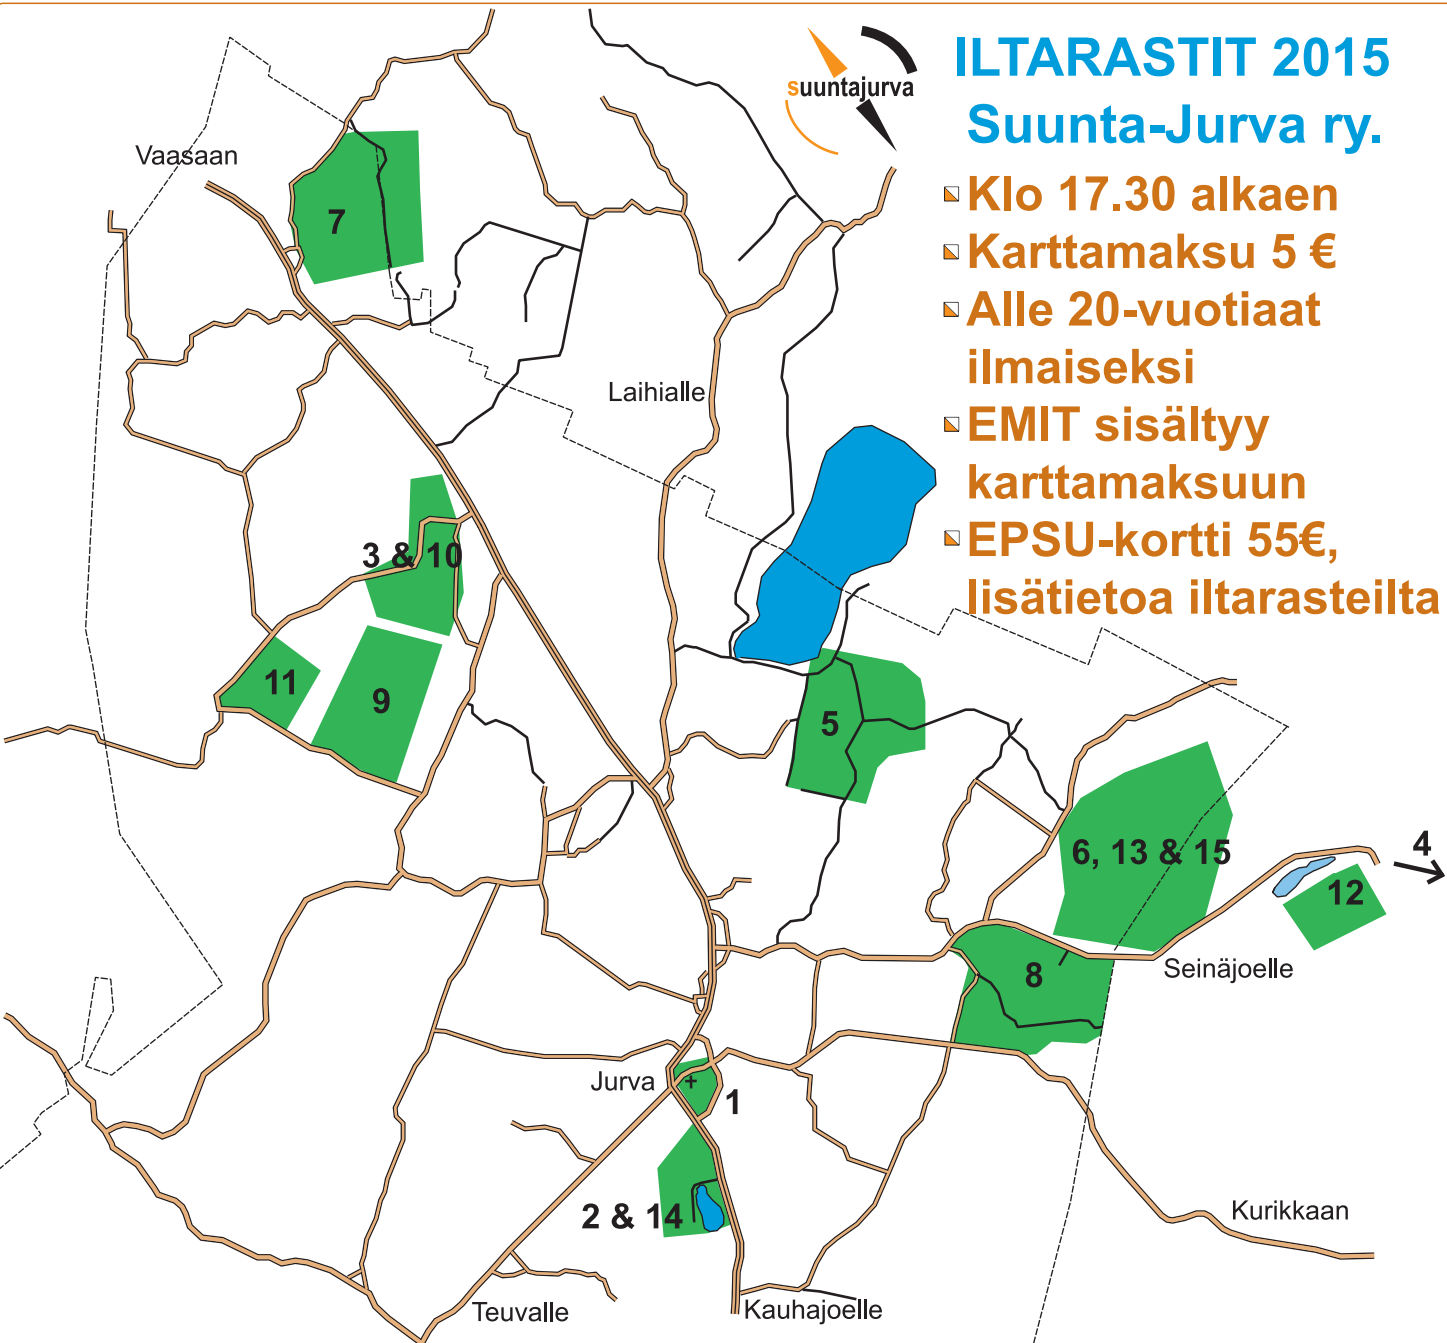 suuntajurva
ILTARASTIT 2015
Suunta-Jurva ry.
Klo 17.30 alkaen
Karttamaksu 5 €
Alle 20-vuotiaat
ilmaiseksi
EMIT sisältyy
karttamaksuun
EPSU-kortti 55€,
lisätietoa iltarasteilta
Vaasaan
7
Laihialle
3 & 10
11
9
5
6, 13 & 15
4
12
8
Seinäjoelle
Jurva
1
2 & 14
Kurikkaan
Teuvalle
Kauhajoelle